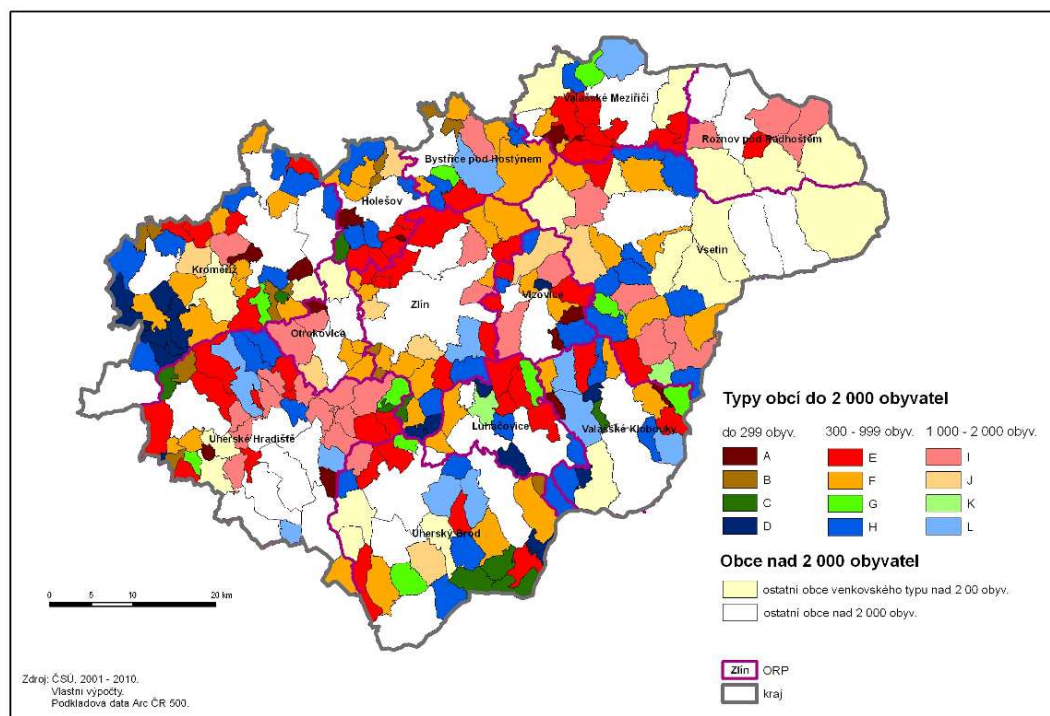 Valašské Meziříčí
Rožnov pod Radhoštěm
Bystřice pod Hostýnem
Holešov
Vsetín
Kroměříž
Zlín
Vizovice
Otrokovice
Uherské Hradiště
Luhačovice
Valašské Klobouky
Uherský Brod
Typy obcí do 2 000 obyvatel
do 299 obyv. 300 - 999 obyv. 1 000 - 2 000 obyv.
A E I
B F J
C G K
D H L
Obce nad 2 000 obyvatel
ostatní obce venkovského typu nad 2 00 obyv.
ostatní obce nad 2 000 obyv.
Zlín ORP
kraj
0 5 10 20 km
Zdroj: ČSÚ, 2001 - 2010.
Vlastní výpočty.
Podkladova data Arc ČR 500.